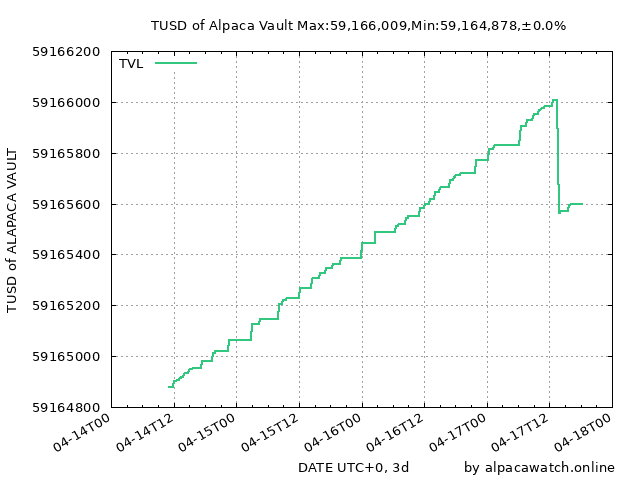 TUSD of Alpaca Vault Max:59,166,009,Min:59,164,878,±0.0%
TVL
59166200
59166000
59165800
59165600
59165400
59165200
59165000
59164800
TUSD of ALAPACA VAULT
04-14T00
04-14T12
04-15T00
04-15T12
04-16T00
04-16T12
04-17T00
04-17T12
04-18T00
DATE UTC+0, 3d
by alpacawatch.online